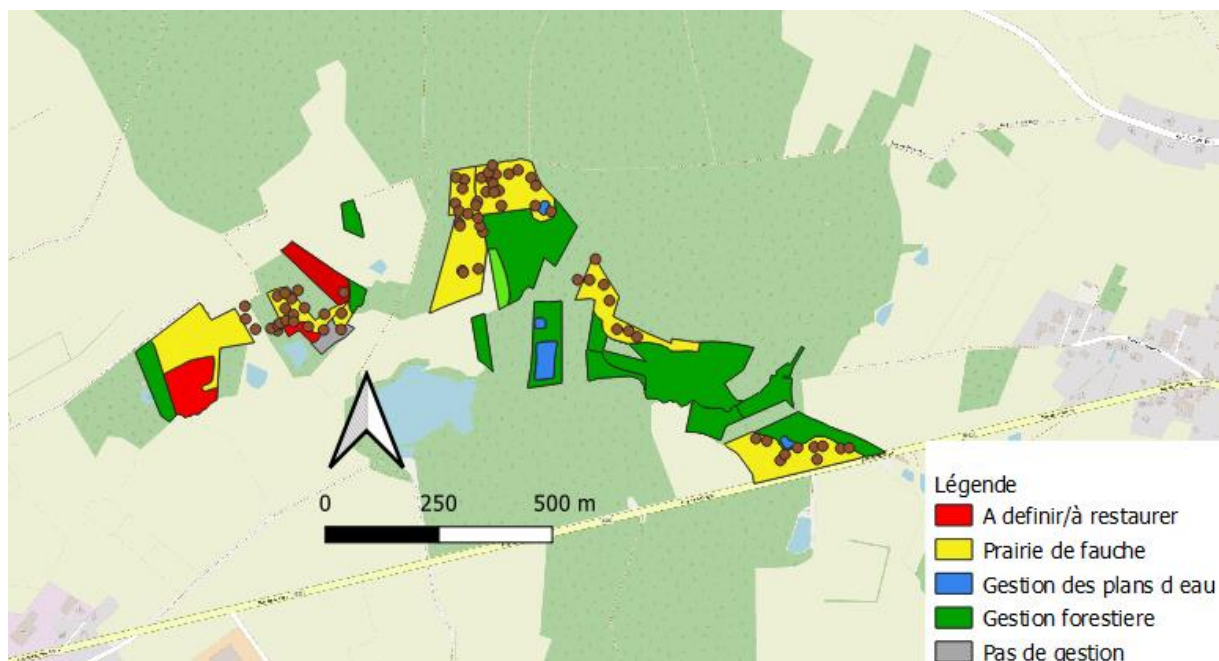 0 250 500 m
Légende
A definir/à restaurer
Prairie de fauche
Gestion des plans d eau
Gestion forestiere
Pas de gestion